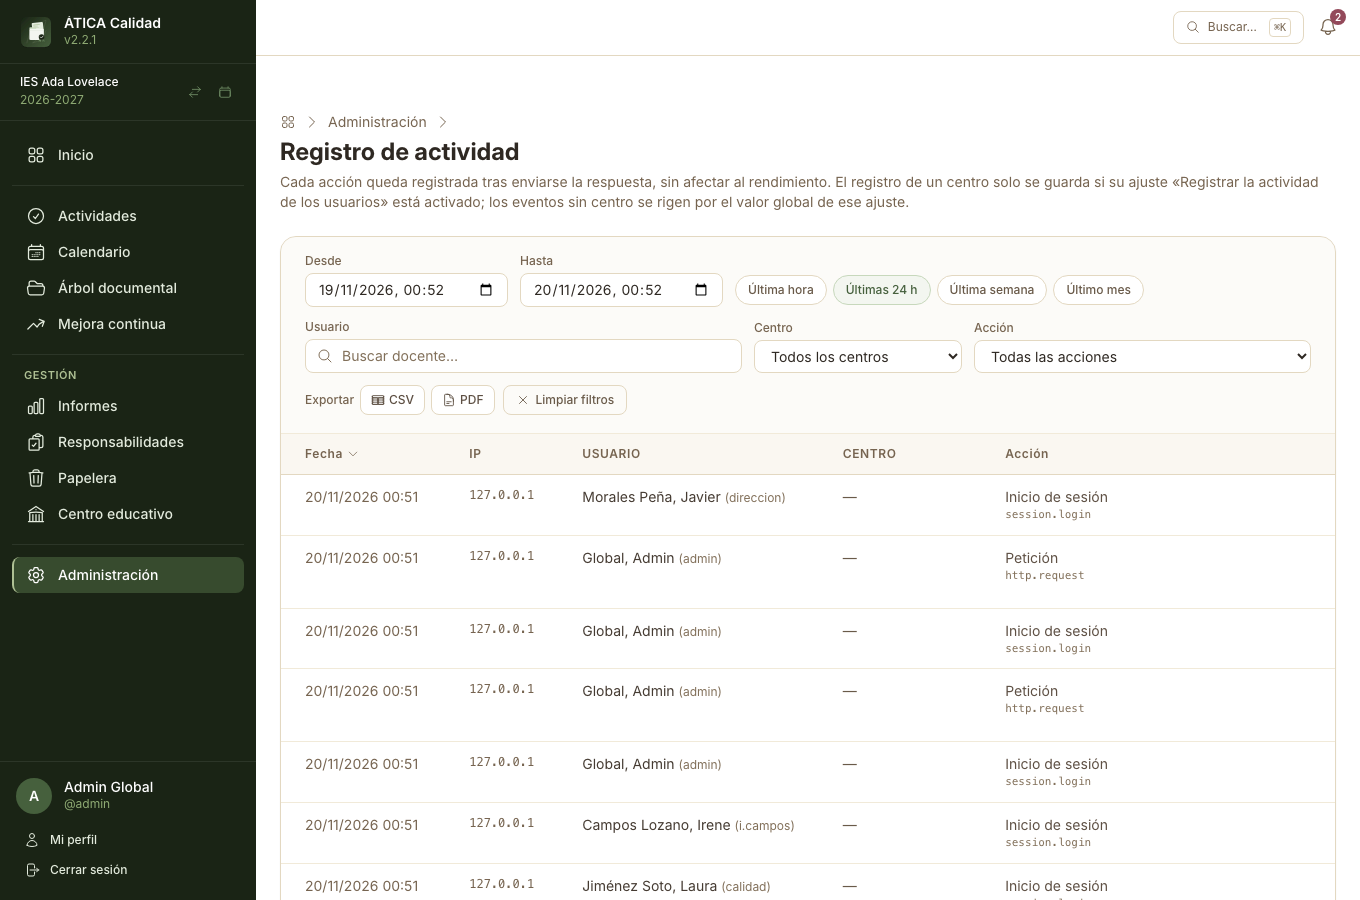 ÁTICA Calidad
v2.2.1
IES Ada Lovelace
2026-2027
Inicio
Actividades
Calendario
Árbol documental
Mejora continua
GESTIÓN
Informes
Responsabilidades
Papelera
Centro educativo
Administración
A
Admin Global
@admin
Mi perfil
Cerrar sesión
Buscar... ⌘K
2
Administración
Registro de actividad
Cada acción queda registrada tras enviarse la respuesta, sin afectar al rendimiento. El registro de un centro solo se guarda si su ajuste «Registrar la actividad
de los usuarios» está activado; los eventos sin centro se rigen por el valor global de ese ajuste.
Desde Hasta
19/11/2026, 00:52 20/11/2026, 00:52 Última hora Últimas 24 h Última semana Último mes
Usuario Centro Acción
Buscar docente... Todos los centros Todas las acciones
Exportar CSV PDF Limpiar filtros
Fecha IP USUARIO CENTRO Acción
20/11/2026 00:51 127.0.0.1 Morales Peña, Javier (direccion) — Inicio de sesión
session.login
20/11/2026 00:51 127.0.0.1 Global, Admin (admin) — Petición
http.request
20/11/2026 00:51 127.0.0.1 Global, Admin (admin) — Inicio de sesión
session.login
20/11/2026 00:51 127.0.0.1 Global, Admin (admin) — Petición
http.request
20/11/2026 00:51 127.0.0.1 Global, Admin (admin) — Inicio de sesión
session.login
20/11/2026 00:51 127.0.0.1 Campos Lozano, Irene (i.campos) — Inicio de sesión
session.login
20/11/2026 00:51 127.0.0.1 Jiménez Soto, Laura (calidad) — Inicio de sesión